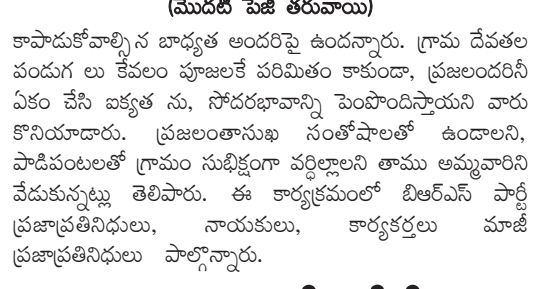 (మొదటి పేజీ తరువాయి)
కాపాడుకోవాల్సి న బాధ్యత అందరిపై ఉందన్నారు. గ్రామ దేవతల
పండుగ లు కేవలం పూజలకే పరిమితం కాకుండా, ప్రజలందరినీ
ఏకం చేసి ఐక్యత ను, సోదరభావాన్ని పెంపొందిస్తాయని వారు
కొనియాడారు. ప్రజలంతాసుఖ సంతోషాలతో ఉండాలని,
పాడిపంటలతో గ్రామం సుభిక్షంగా వర్ధిల్లాలని తాము అమ్మవారిని
వేడుకున్నట్లు తెలిపారు. ఈ కార్యక్రమంలో బిఆర్ఎస్ పార్టీ
ప్రజాప్రతినిధులు, నాయకులు, కార్యకర్తలు మాజీ
ప్రజాప్రతినిధులు పాల్గొన్నారు.